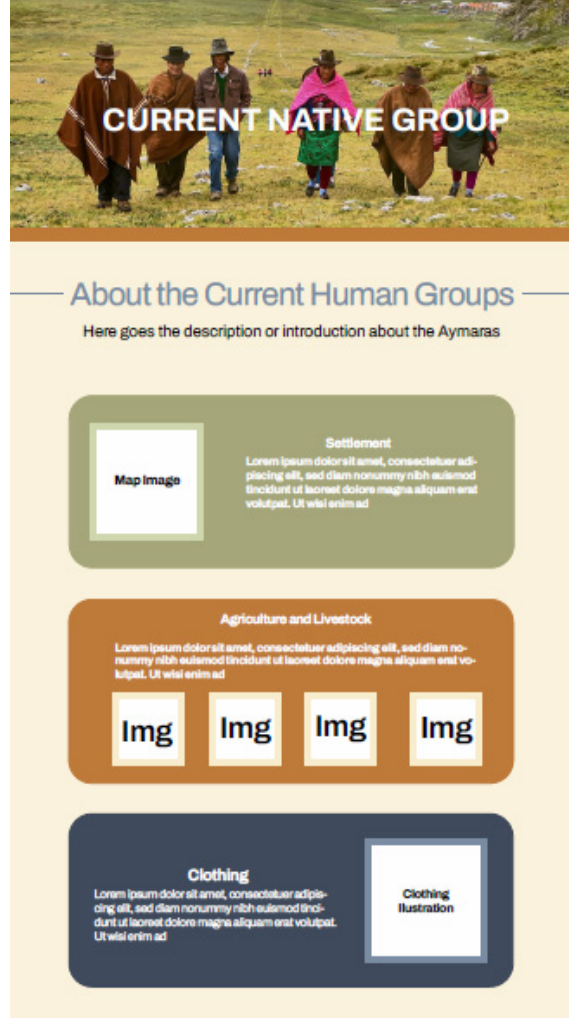 CURRENT NATIVE GROUP
About the Current Human Groups
Here goes the description or introduction about the Aymaras
Map Image
Settlement
Lorem ipsum dolor sit amet, consectetuer adi-
piscing elit, sed diam nonummy nibh euismod
tincidunt ut laoreet dolore magna aliquam erat
volutpat. Ut wisi enim ad
Agriculture and Livestock
Lorem ipsum dolor sit amet, consectetuer adipiscing elit, sed diam no-
nummy nibh euismod tincidunt ut laoreet dolore magna aliquam erat vo-
lutpat. Ut wisi enim ad
Img Img Img Img
Clothing
Lorem ipsum dolor sit amet, consectetuer adipis-
cing elit, sed diam nonummy nibh euismod tinci-
dunt ut laoreet dolore magna aliquam erat volutpat.
Ut wisi enim ad
Clothing
Ilustration